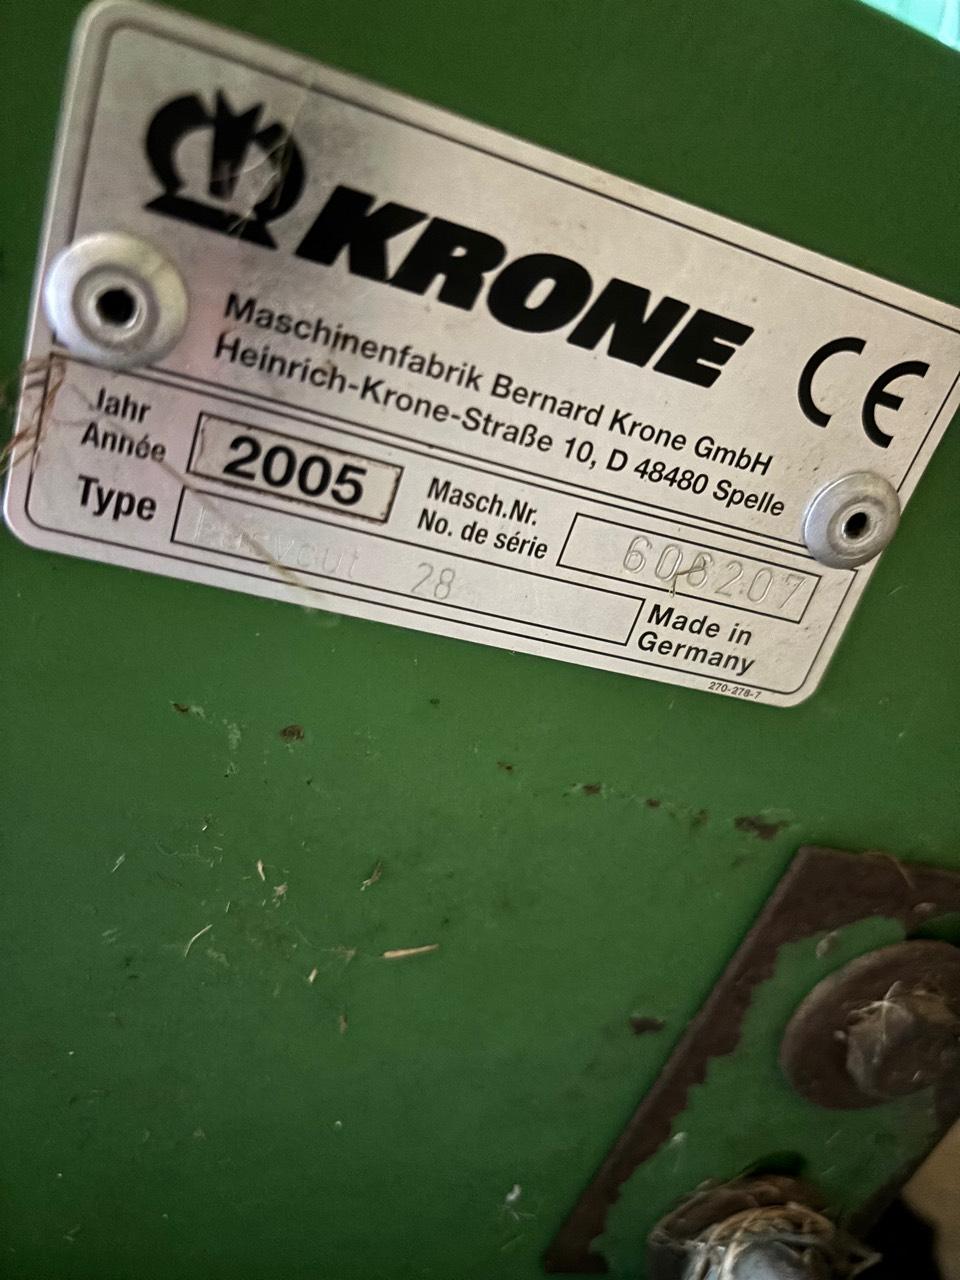 KRONE
CE
Maschinenfabrik Bernard Krone GmbH
Heinrich-Krone-Straße 10, D 48480 Spelle
Jahr
Année
2005
Masch.Nr.
No. de série
608207
Type
28
Made in
Germany
270-278-7